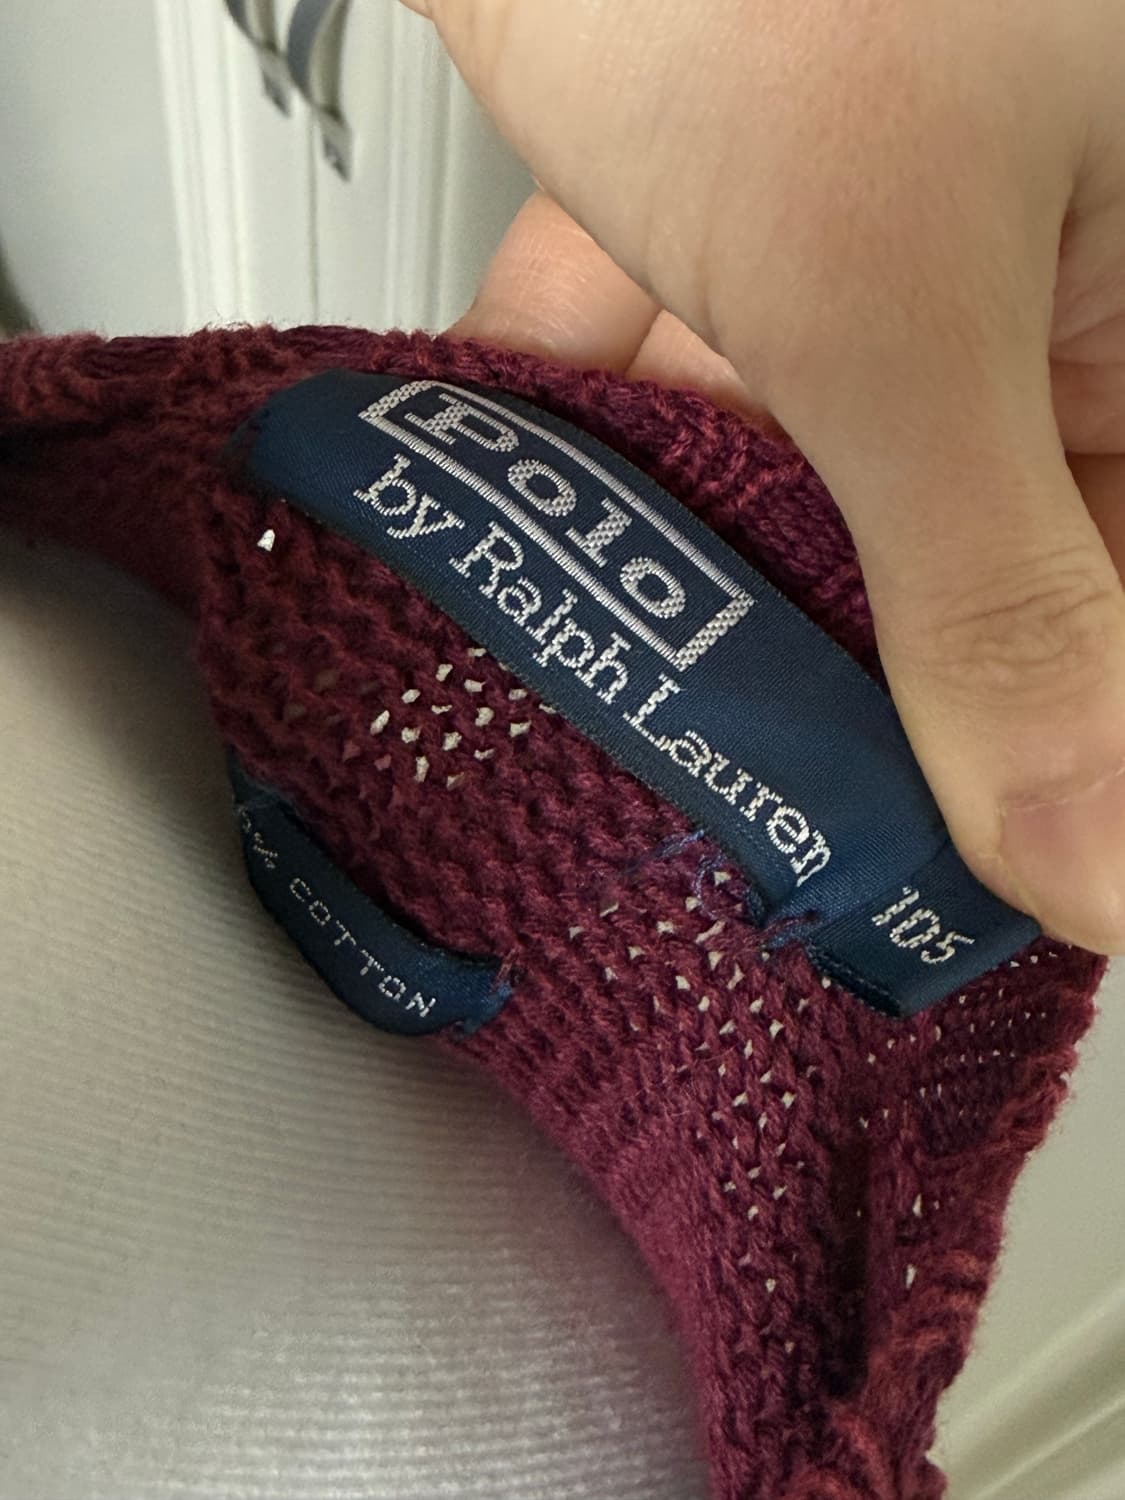 Polo
by Ralph Lauren
105
COTTON